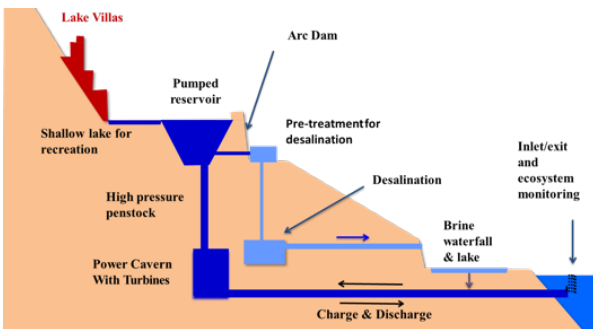 Lake Villas
Arc Dam
Pumped
reservoir
Shallow lake for
recreation
Pre-treatment for
desalination
Inlet/exit
and
ecosystem
monitoring
High pressure
penstock
Desalination
Brine
waterfall
& lake
Power Cavern
With Turbines
Charge & Discharge